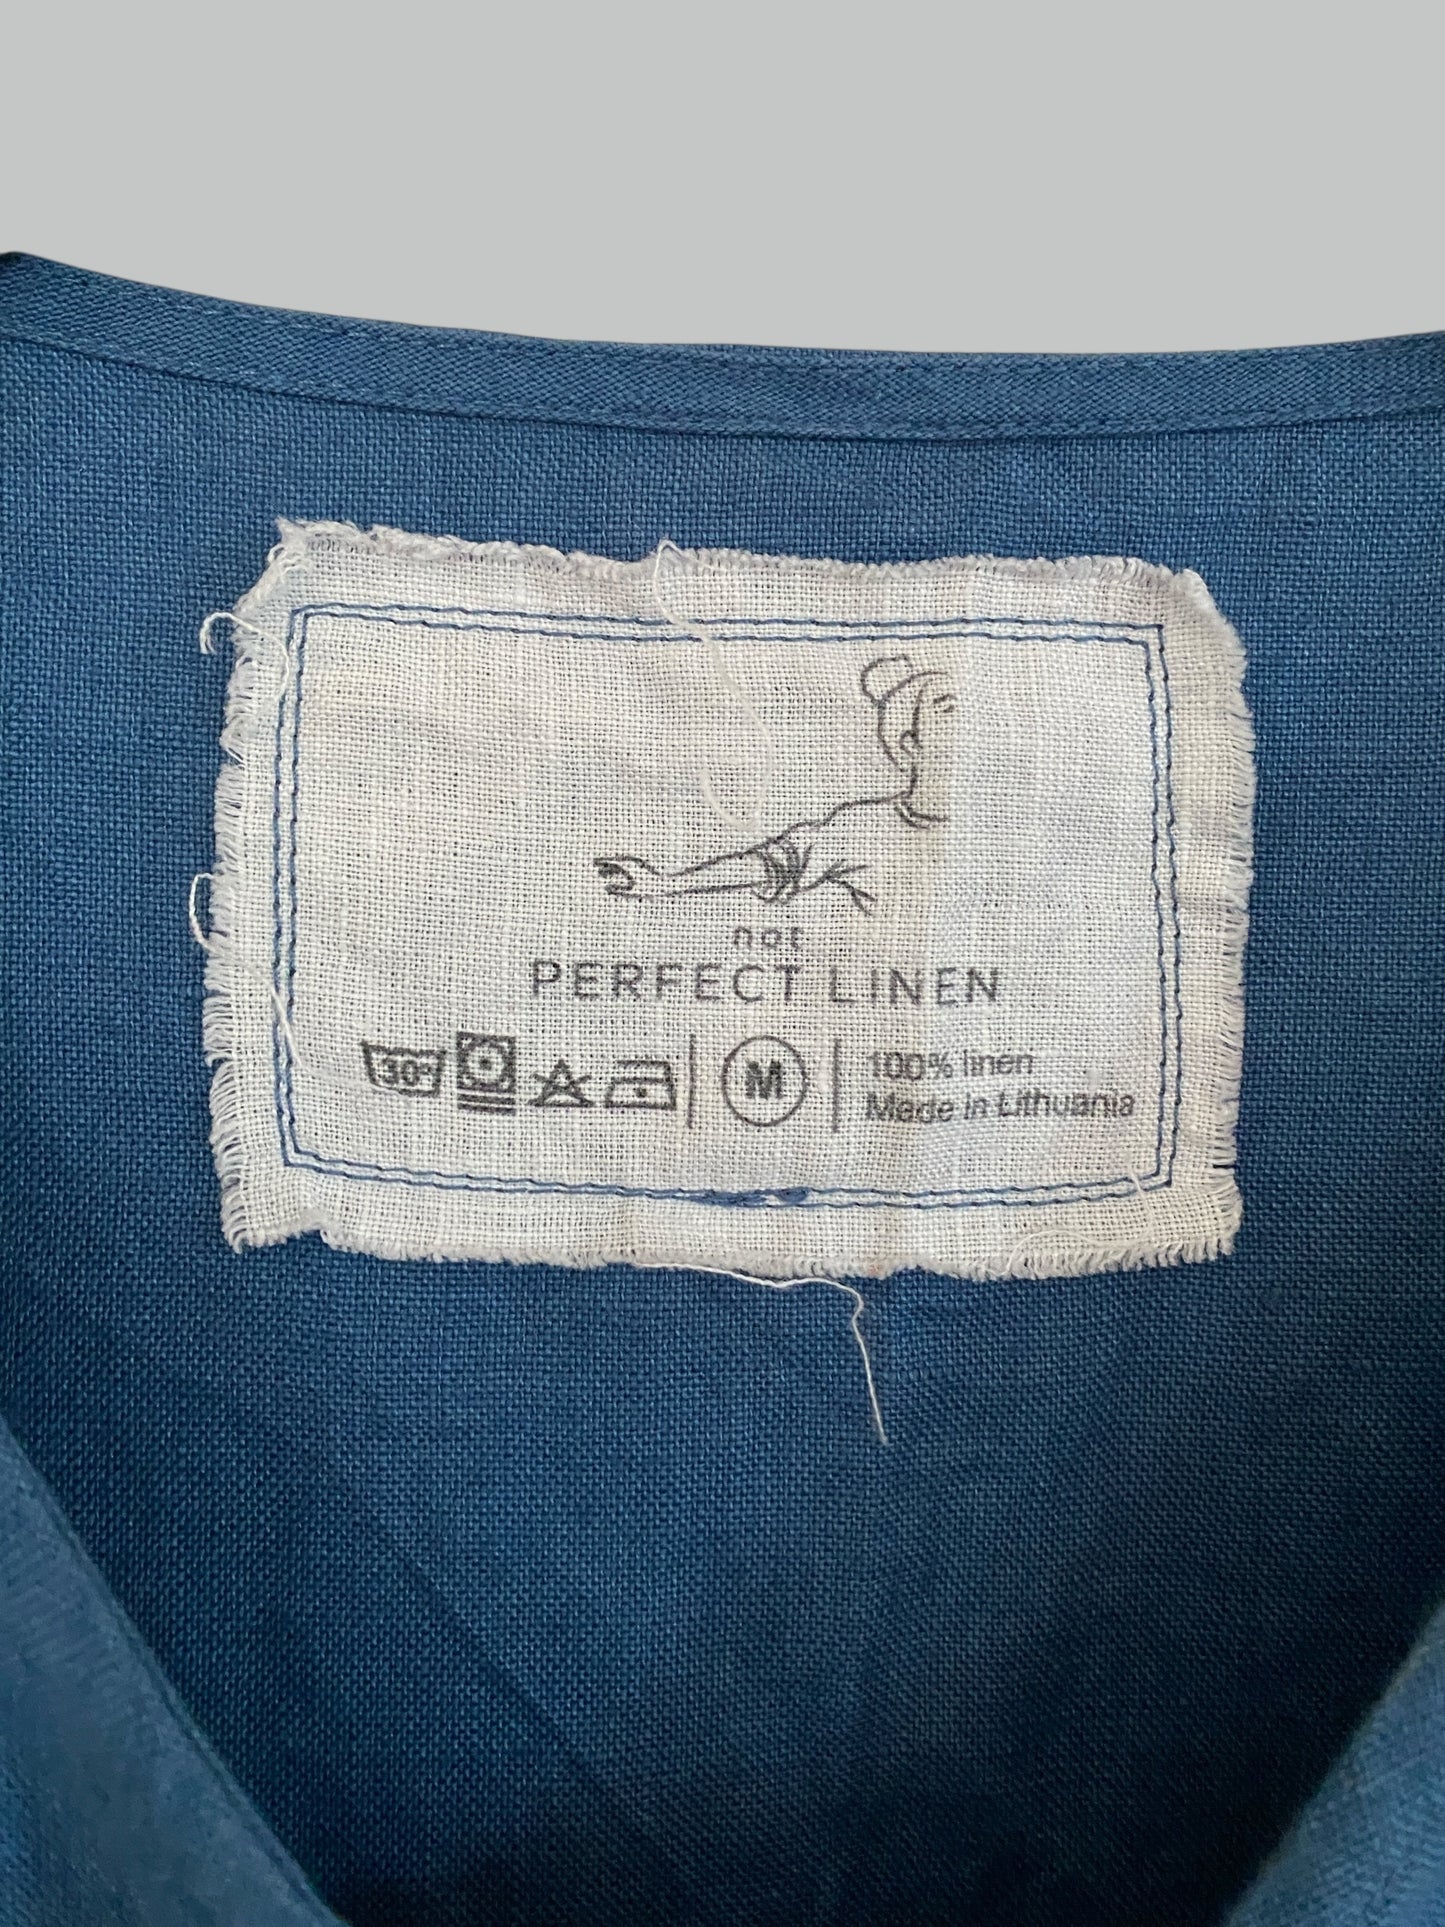 not
PERFECT LINEN
30° M 100% linen
Made in Lithuania